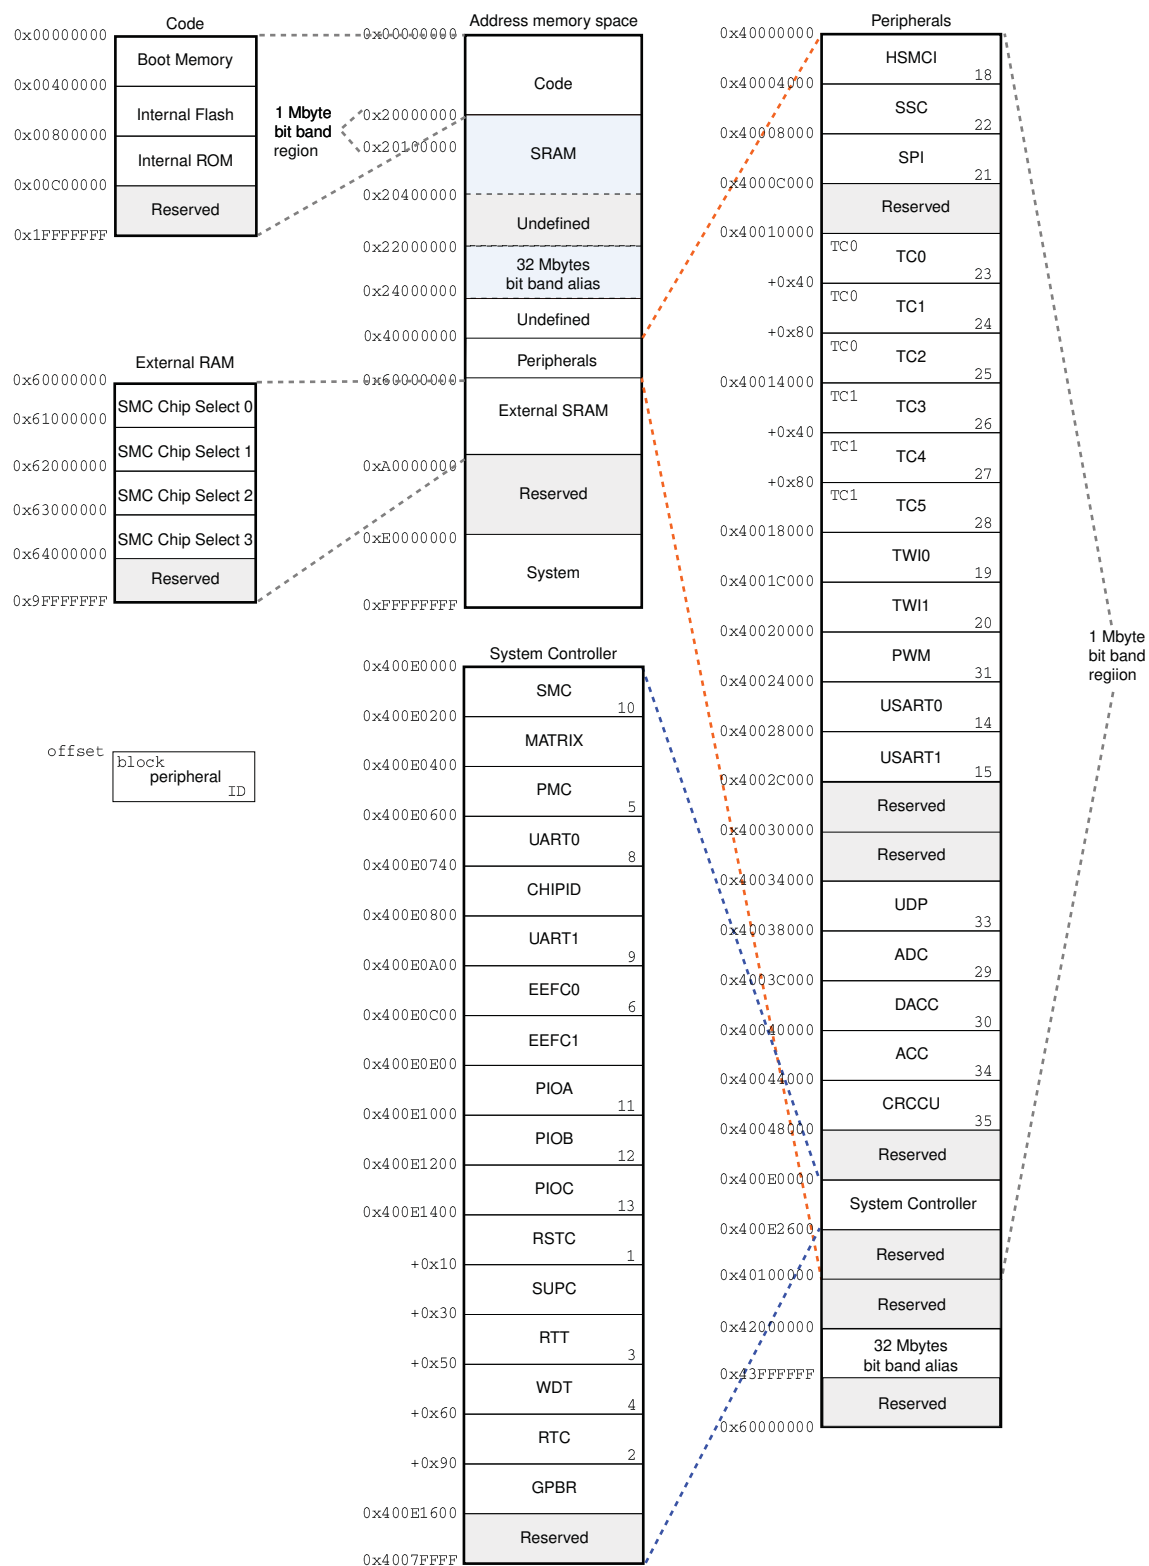 Code
0x00000000
Boot Memory
0x00400000
Internal Flash
0x00800000
Internal ROM
0x00C00000
Reserved
0x1FFFFFFF
1 Mbyte
bit band
region
External RAM
0x60000000
SMC Chip Select 0
0x61000000
SMC Chip Select 1
0x62000000
SMC Chip Select 2
0x63000000
SMC Chip Select 3
0x64000000
Reserved
0x9FFFFFFF
offset
block
peripheral
ID
Address memory space
0x00000000
Code
0x20000000
SRAM
0x20100000
0x20400000
Undefined
0x22000000
32 Mbytes
bit band alias
0x24000000
Undefined
0x40000000
Peripherals
0x60000000
External SRAM
0xA0000000
Reserved
0xE0000000
System
0xFFFFFFFF
System Controller
0x400E0000
SMC
10
0x400E0200
MATRIX
0x400E0400
PMC
5
0x400E0600
UART0
8
0x400E0740
CHIPID
0x400E0800
UART1
9
0x400E0A00
EEFC0
6
0x400E0C00
EEFC1
0x400E0E00
PIOA
11
0x400E1000
PIOB
12
0x400E1200
PIOC
13
0x400E1400
RSTC
1
+0x10
SUPC
+0x30
RTT
3
+0x50
WDT
4
+0x60
RTC
2
+0x90
GPBR
0x400E1600
Reserved
0x4007FFFF
Peripherals
0x40000000
HSMCI
18
0x40004000
SSC
22
0x40008000
SPI
21
0x4000C000
Reserved
0x40010000
TC0
TC0
23
+0x40
TC0
TC1
24
+0x80
TC0
TC2
25
0x40014000
TC1
TC3
26
+0x40
TC1
TC4
27
+0x80
TC1
TC5
28
0x40018000
TWI0
19
0x4001C000
TWI1
20
0x40020000
PWM
31
0x40024000
USART0
14
0x40028000
USART1
15
0x4002C000
Reserved
0x40030000
Reserved
0x40034000
UDP
33
0x40038000
ADC
29
0x4003C000
DACC
30
0x40040000
ACC
34
0x40044000
CRCCU
35
0x40048000
Reserved
0x400E0000
System Controller
0x400E2600
Reserved
0x40100000
Reserved
0x42000000
32 Mbytes
bit band alias
0x43FFFFFF
Reserved
0x60000000
1 Mbyte
bit band
regiion